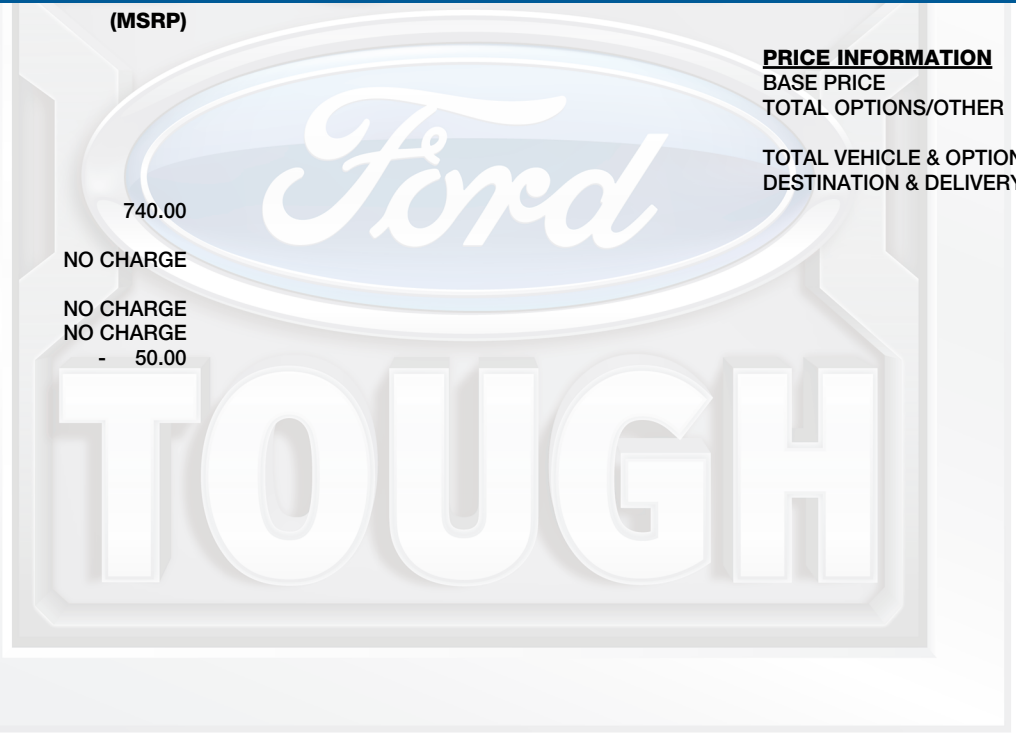 (MSRP)
740.00
NO CHARGE
NO CHARGE
NO CHARGE
- 50.00
PRICE INFORMATION
BASE PRICE
TOTAL OPTIONS/OTHER
TOTAL VEHICLE & OPTION
DESTINATION & DELIVERY
Ford
TOUGH